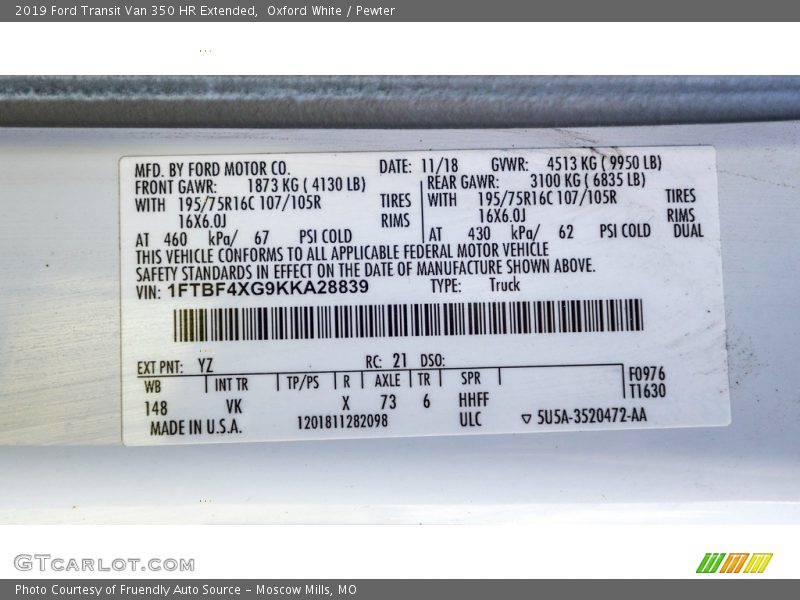 2019 Ford Transit Van 350 HR Extended,  Oxford White / Pewter
MFD. BY FORD MOTOR CO. DATE: 11/18 GVWR: 4513 KG ( 9950 LB)
FRONT GAWR: 1873 KG ( 4130 LB) REAR GAWR: 3100 KG ( 6835 LB)
WITH 195/75R16C 107/105R TIRES WITH 195/75R16C 107/105R TIRES
16X6.0J RIMS 16X6.0J RIMS
AT 460 kPa/ 67 PSI COLD AT 430 kPa/ 62 PSI COLD DUAL
THIS VEHICLE CONFORMS TO ALL APPLICABLE FEDERAL MOTOR VEHICLE
SAFETY STANDARDS IN EFFECT ON THE DATE OF MANUFACTURE SHOWN ABOVE.
VIN: 1FTBF4XG9KKA28839 TYPE: Truck
EXT PNT: YZ RC: 21 DSO:
WB INT TR TP/PS R AXLE TR SPR F0976
148 VK X 73 6 HHFF T1630
MADE IN U.S.A. 1201811282098 ULC ▽ 5U5A-3520472-AA
GTCARLOT.COM
Photo Courtesy of Fruendly Auto Source – Moscow Mills, MO